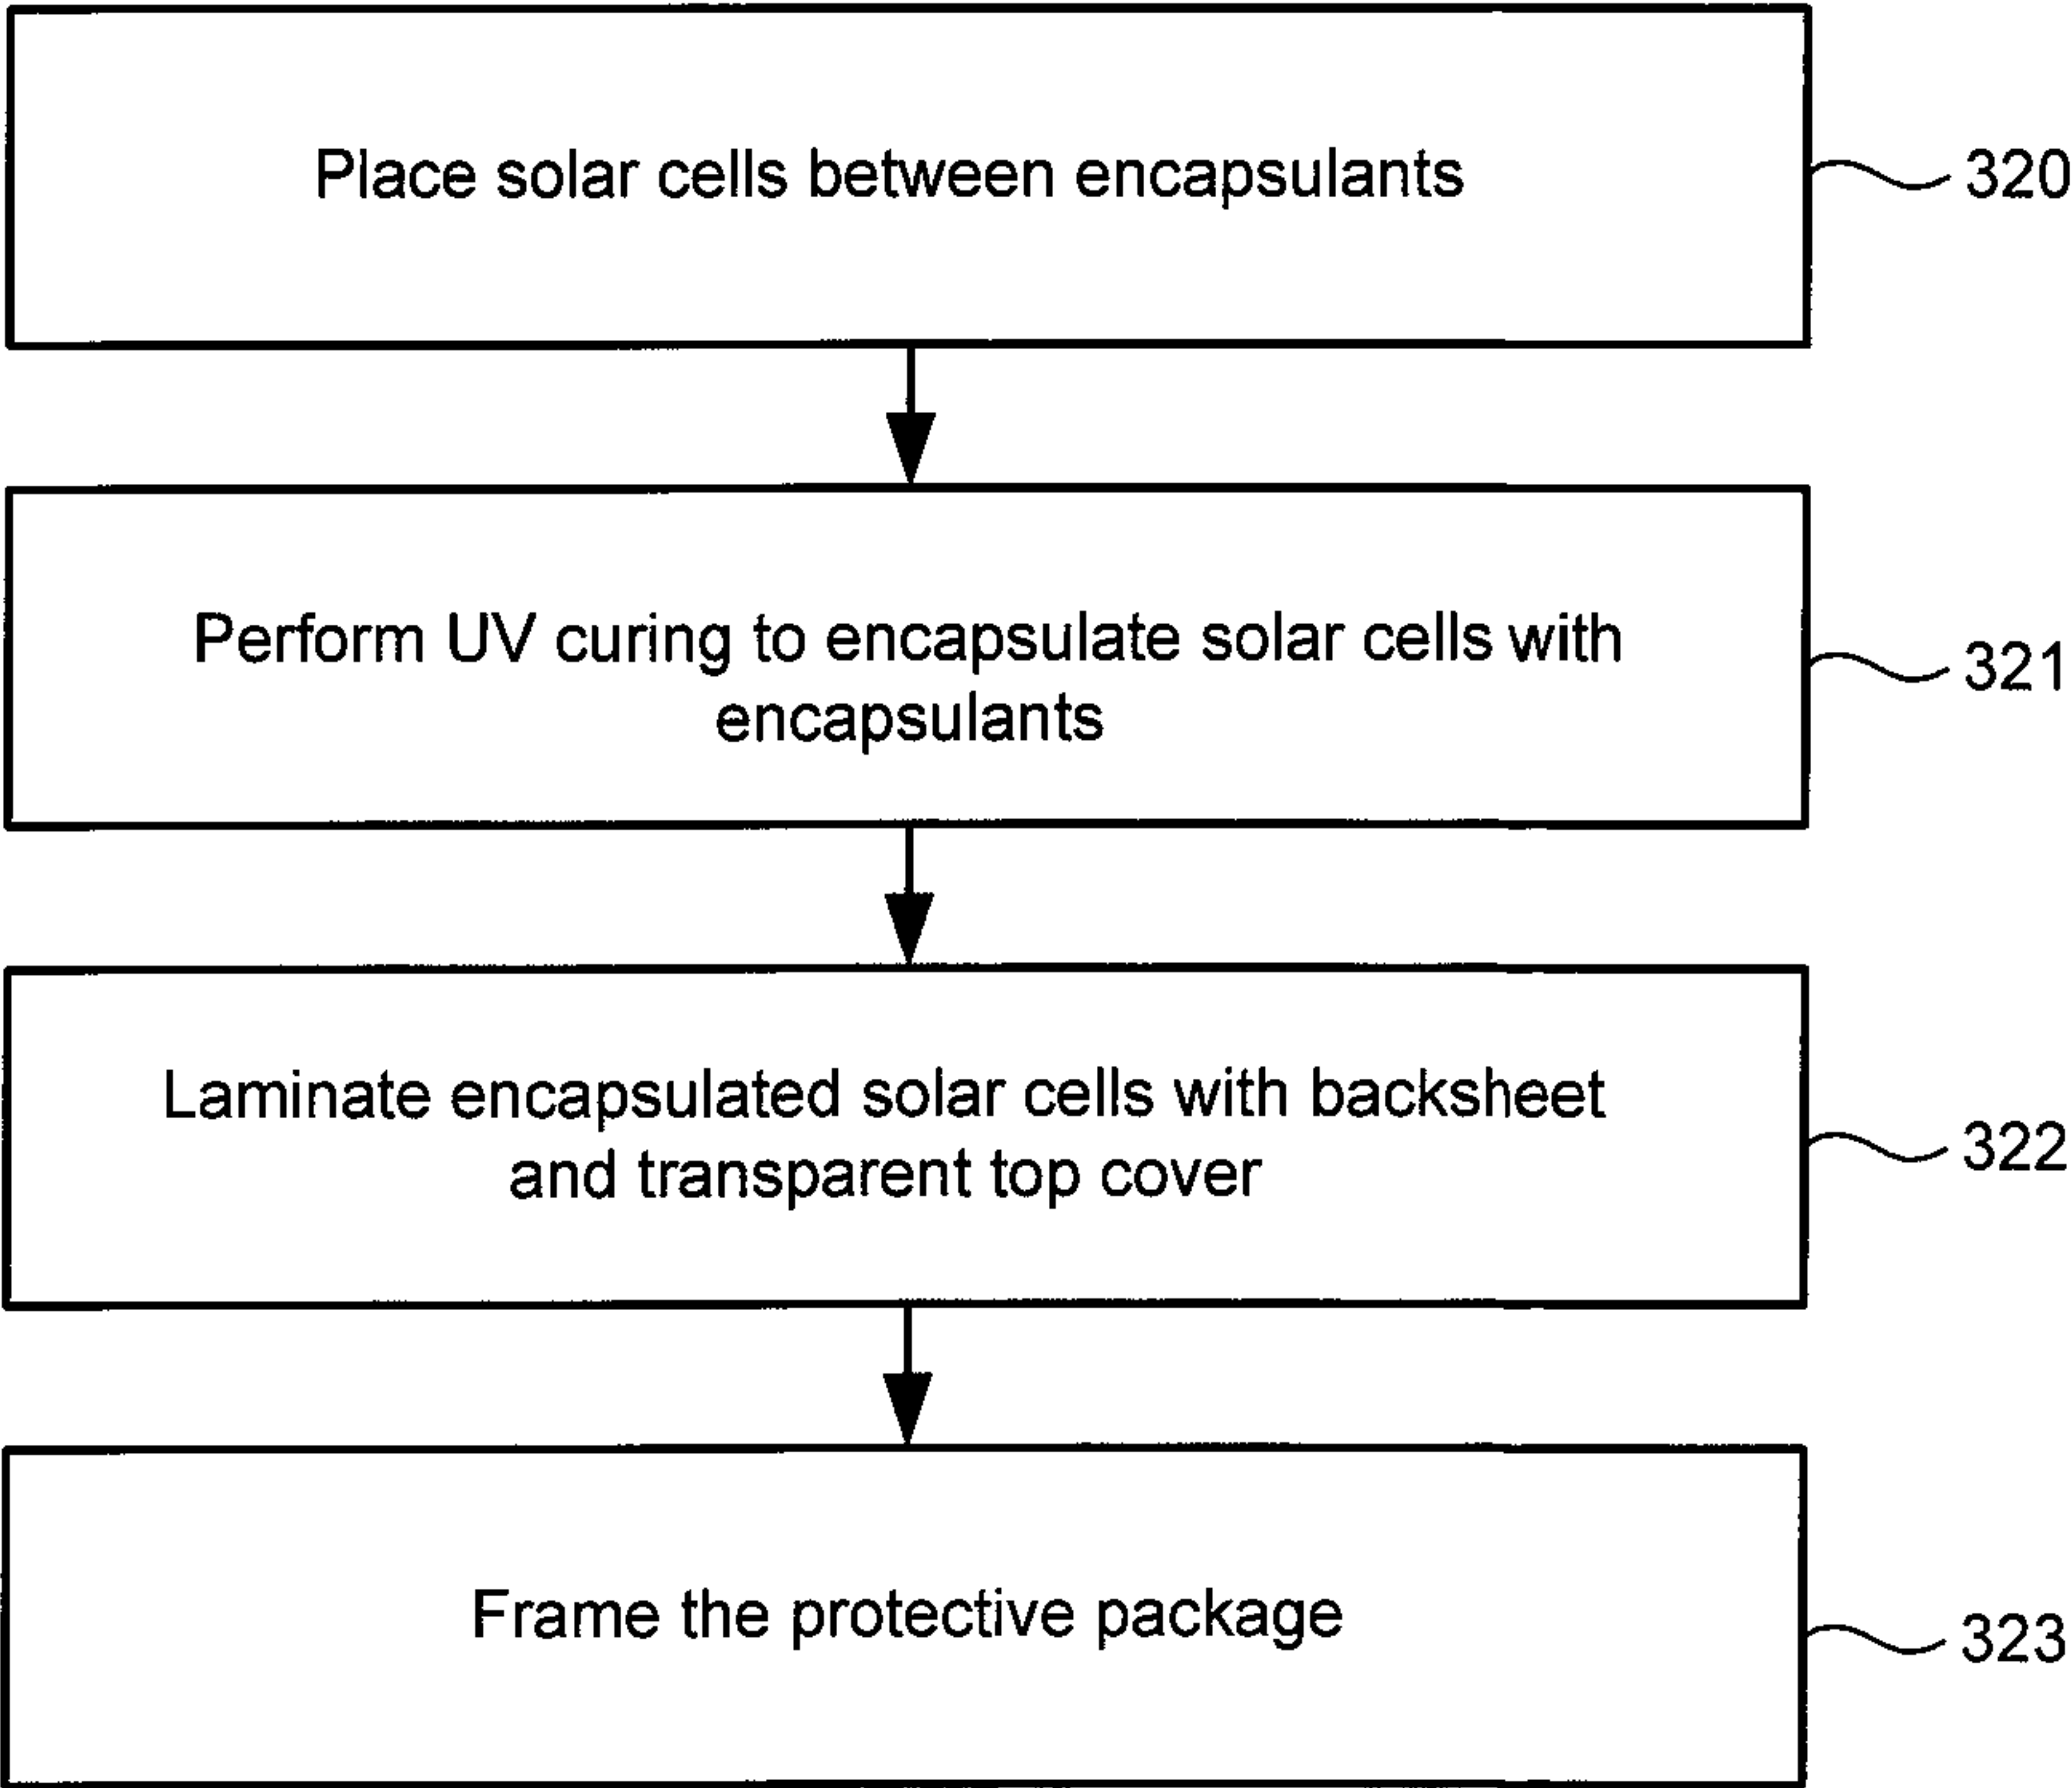 Place solar cells between encapsulants
320
Perform UV curing to encapsulate solar cells with
encapsulants
321
Laminate encapsulated solar cells with backsheet
and transparent top cover
322
Frame the protective package
323